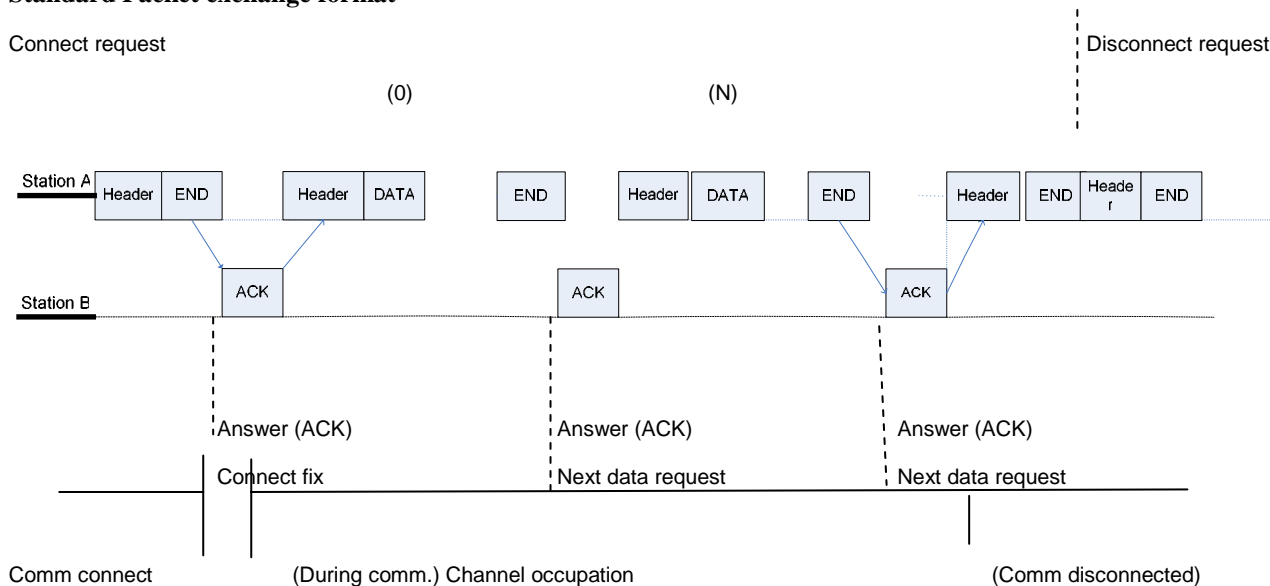 Standard Packet exchange format
Connect request
Disconnect request
(0) (N)
Station A Header END Header DATA END Header DATA END Header END Heade
r END
Station B ACK ACK ACK
Answer (ACK) Answer (ACK) Answer (ACK)
Connect fix Next data request Next data request
Comm connect (During comm.) Channel occupation (Comm disconnected)